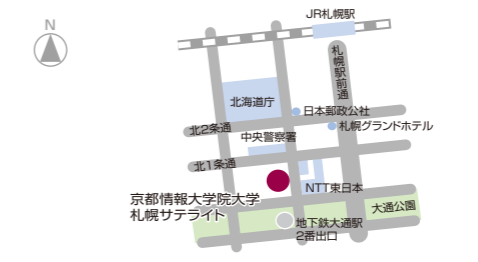 N
JR札幌駅
札幌駅前通
北海道庁
日本郵政公社
札幌グランドホテル
北2条通
中央警察署
北1条通
NTT東日本
京都情報大学院大学
札幌サテライト
大通公園
地下鉄大通駅
2番出口